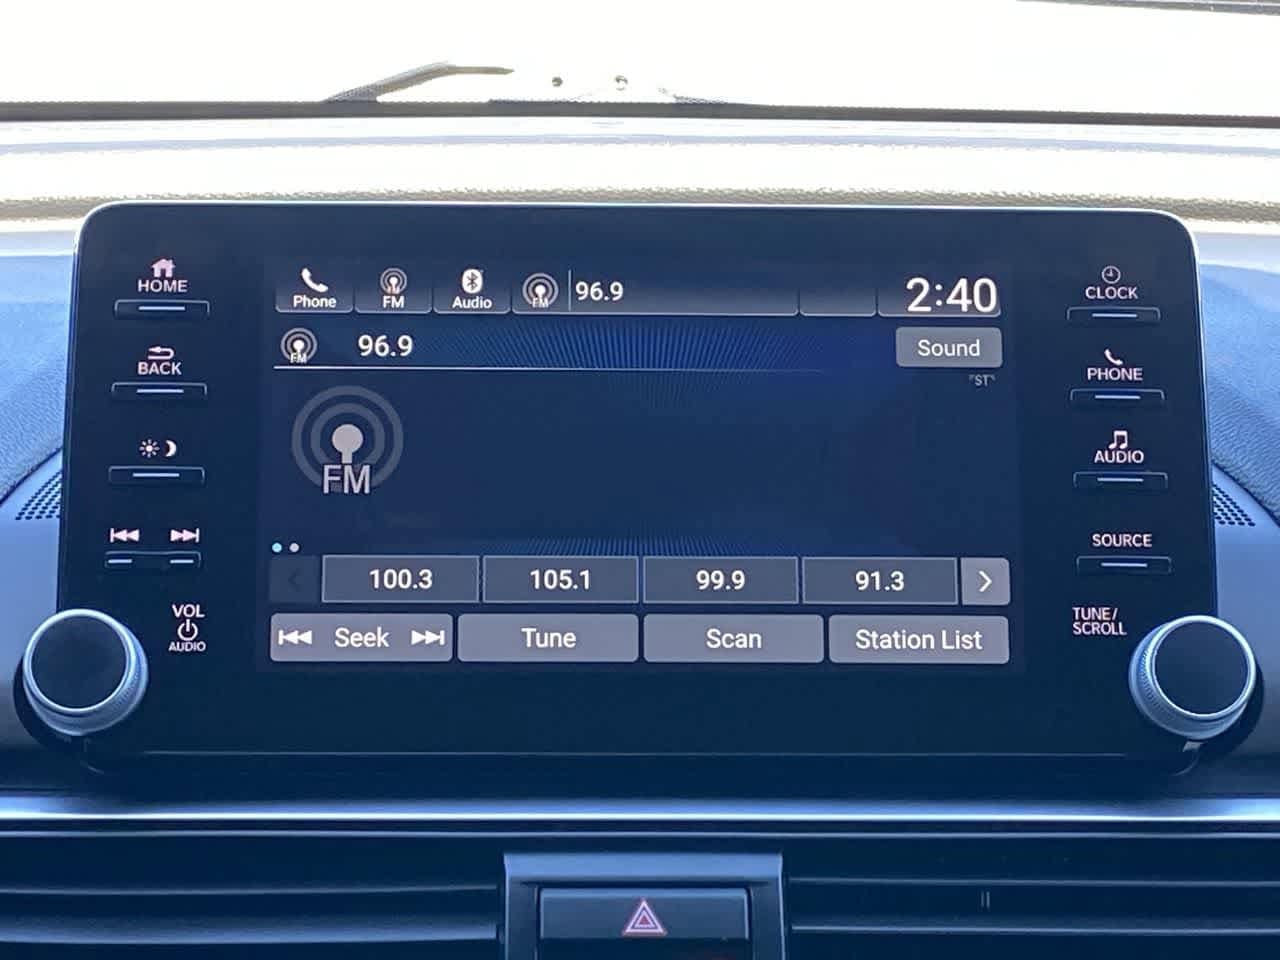 HOME
BACK
VOL
AUDIO
Phone
FM
Audio
FM 96.9
2:40
FM 96.9
Sound
"ST"
FM
100.3 105.1 99.9 91.3
Seek Tune Scan Station List
CLOCK
PHONE
AUDIO
SOURCE
TUNE/
SCROLL